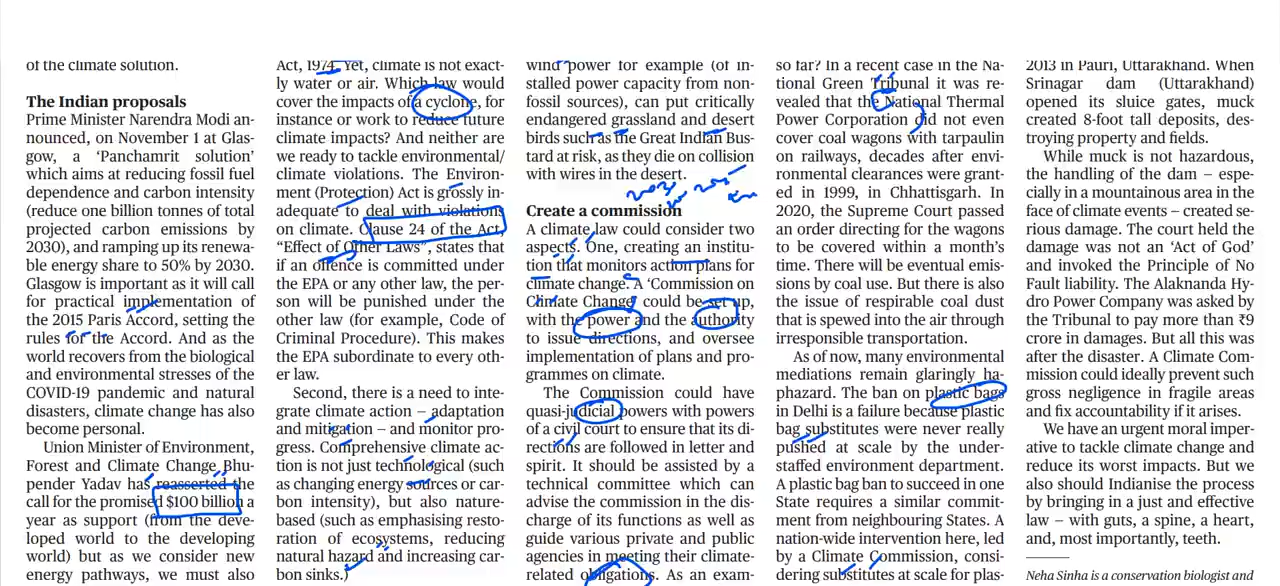 of the climate solution.
The Indian proposals
Prime Minister Narendra Modi an-
nounced, on November 1 at Glas-
gow, a ‘Panchamrit solution’
which aims at reducing fossil fuel
dependence and carbon intensity
(reduce one billion tonnes of total
projected carbon emissions by
2030), and ramping up its renewa-
ble energy share to 50% by 2030.
Glasgow is important as it will call
for practical implementation of
the 2015 Paris Accord, setting the
rules for the Accord. And as the
world recovers from the biological
and environmental stresses of the
COVID-19 pandemic and natural
disasters, climate change has also
become personal.
Union Minister of Environment,
Forest and Climate Change Bhu-
pender Yadav has reasserted the
call for the promised $100 billion a
year as support (from the deve-
loped world to the developing
world) but as we consider new
energy pathways, we must also
Act, 1974. Yet, climate is not exact-
ly water or air. Which law would
cover the impacts of a cyclone, for
instance or work to reduce future
climate impacts? And neither are
we ready to tackle environmental/
climate violations. The Environ-
ment (Protection) Act is grossly in-
adequate to deal with violations
on climate. Clause 24 of the Act,
“Effect of Other Laws”, states that
if an offence is committed under
the EPA or any other law, the per-
son will be punished under the
other law (for example, Code of
Criminal Procedure). This makes
the EPA subordinate to every oth-
er law.
Second, there is a need to inte-
grate climate action – adaptation
and mitigation – and monitor pro-
gress. Comprehensive climate ac-
tion is not just technological (such
as changing energy sources or car-
bon intensity), but also nature-
based (such as emphasising resto-
ration of ecosystems, reducing
natural hazard and increasing car-
bon sinks.)
wind power for example (of in-
stalled power capacity from non-
fossil sources), can put critically
endangered grassland and desert
birds such as the Great Indian Bus-
tard at risk, as they die on collision
with wires in the desert.
Create a commission
A climate law could consider two
aspects. One, creating an institu-
tion that monitors action plans for
climate change. A ‘Commission on
Climate Change’ could be set up,
with the power and the authority
to issue directions, and oversee
implementation of plans and pro-
grammes on climate.
The Commission could have
quasi-judicial powers with powers
of a civil court to ensure that its di-
rections are followed in letter and
spirit. It should be assisted by a
technical committee which can
advise the commission in the dis-
charge of its functions as well as
guide various private and public
agencies in meeting their climate-
related obligations. As an exam-
so far? In a recent case in the Na-
tional Green Tribunal it was re-
vealed that the National Thermal
Power Corporation did not even
cover coal wagons with tarpaulin
on railways, decades after envi-
ronmental clearances were grant-
ed in 1999, in Chhattisgarh. In
2020, the Supreme Court passed
an order directing for the wagons
to be covered within a month’s
time. There will be eventual emis-
sions by coal use. But there is also
the issue of respirable coal dust
that is spewed into the air through
irresponsible transportation.
As of now, many environmental
mediations remain glaringly ha-
phazard. The ban on plastic bags
in Delhi is a failure because plastic
bag substitutes were never really
pushed at scale by the under-
staffed environment department.
A plastic bag ban to succeed in one
State requires a similar commit-
ment from neighbouring States. A
nation-wide intervention here, led
by a Climate Commission, consi-
dering substitutes at scale for plas-
2013 in Pauri, Uttarakhand. When
Srinagar dam (Uttarakhand)
opened its sluice gates, muck
created 8-foot tall deposits, des-
troying property and fields.
While muck is not hazardous,
the handling of the dam – espe-
cially in a mountainous area in the
face of climate events – created se-
rious damage. The court held the
damage was not an ‘Act of God’
and invoked the Principle of No
Fault liability. The Alaknanda Hy-
dro Power Company was asked by
the Tribunal to pay more than ₹9
crore in damages. But all this was
after the disaster. A Climate Com-
mission could ideally prevent such
gross negligence in fragile areas
and fix accountability if it arises.
We have an urgent moral imper-
ative to tackle climate change and
reduce its worst impacts. But we
also should Indianise the process
by bringing in a just and effective
law – with guts, a spine, a heart,
and, most importantly, teeth.
Neha Sinha is a conservation biologist and